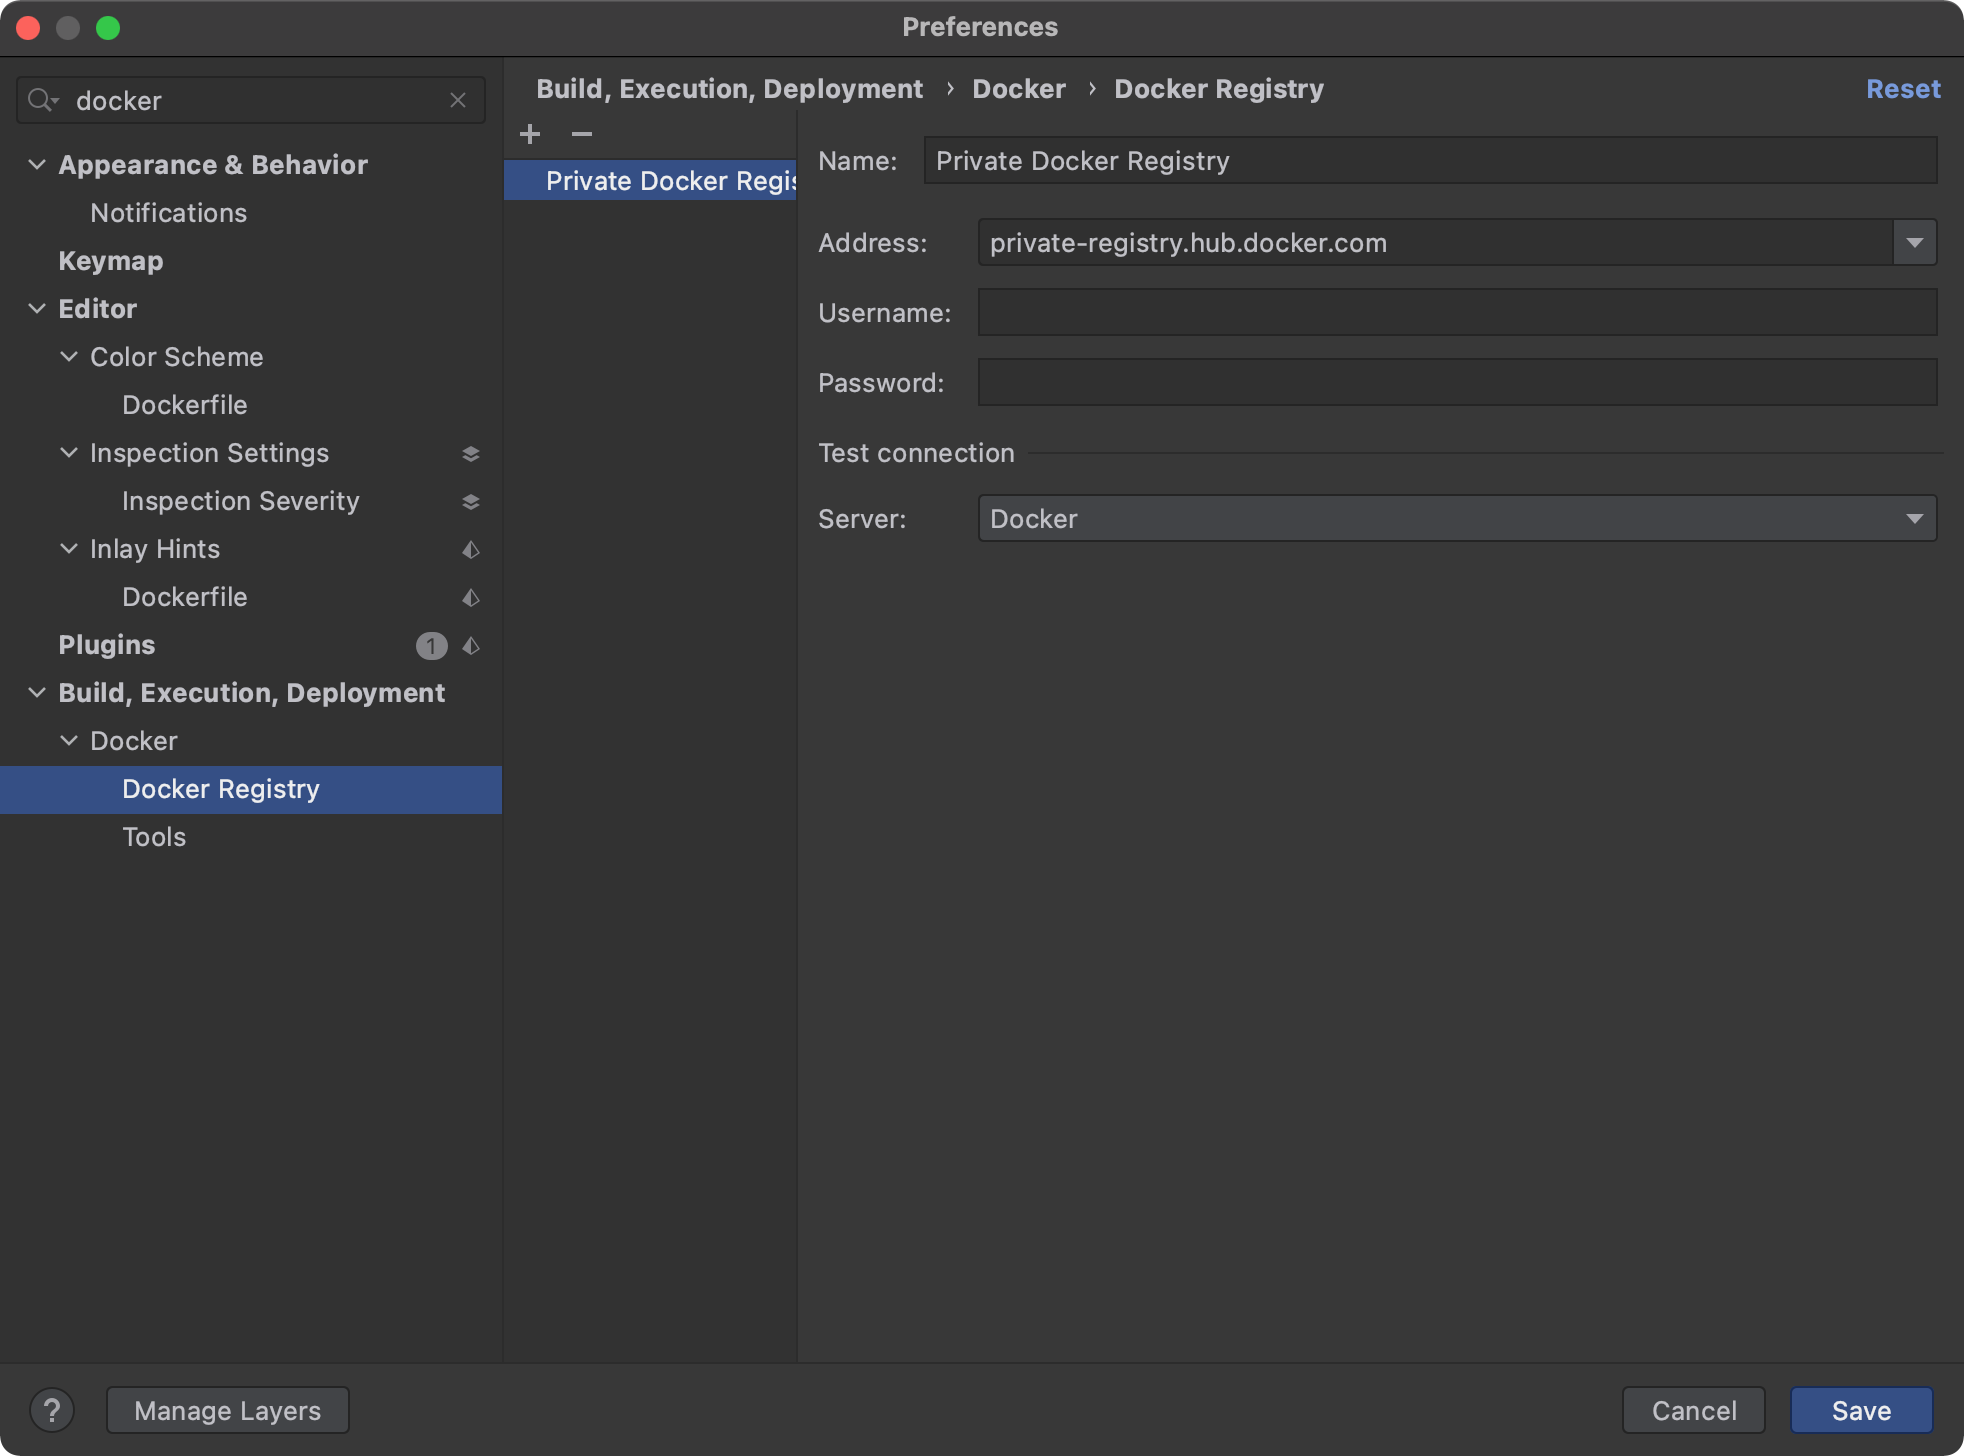 Preferences
docker
Appearance & Behavior
Notifications
Keymap
Editor
Color Scheme
Dockerfile
Inspection Settings
Inspection Severity
Inlay Hints
Dockerfile
Plugins 1
Build, Execution, Deployment
Docker
Docker Registry
Tools
Build, Execution, Deployment › Docker › Docker Registry
Reset
Private Docker Regis
Name: Private Docker Registry
Address: private-registry.hub.docker.com
Username:
Password:
Test connection
Server: Docker
? Manage Layers
Cancel
Save